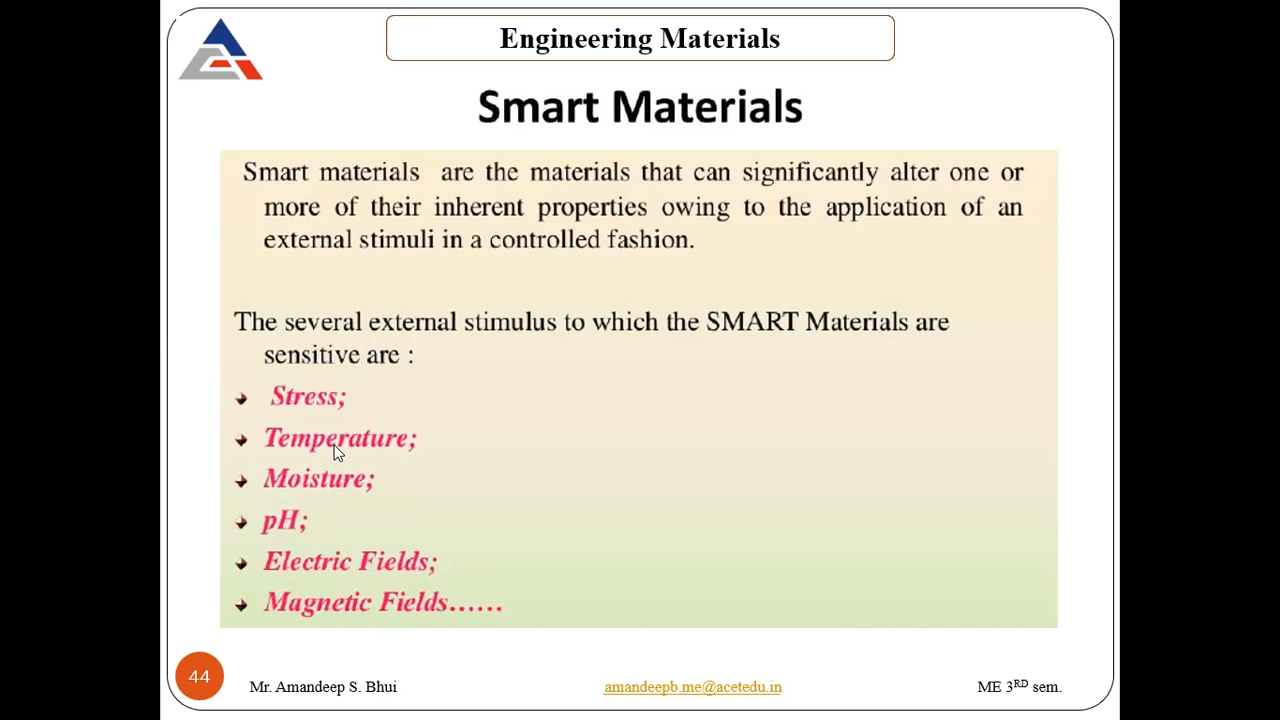 Engineering Materials
Smart Materials
Smart materials are the materials that can significantly alter one or
more of their inherent properties owing to the application of an
external stimuli in a controlled fashion.
The several external stimulus to which the SMART Materials are
sensitive are :
Stress;
Temperature;
Moisture;
pH;
Electric Fields;
Magnetic Fields......
44
Mr. Amandeep S. Bhui
amandeepb.me@acetedu.in
ME 3RD sem.